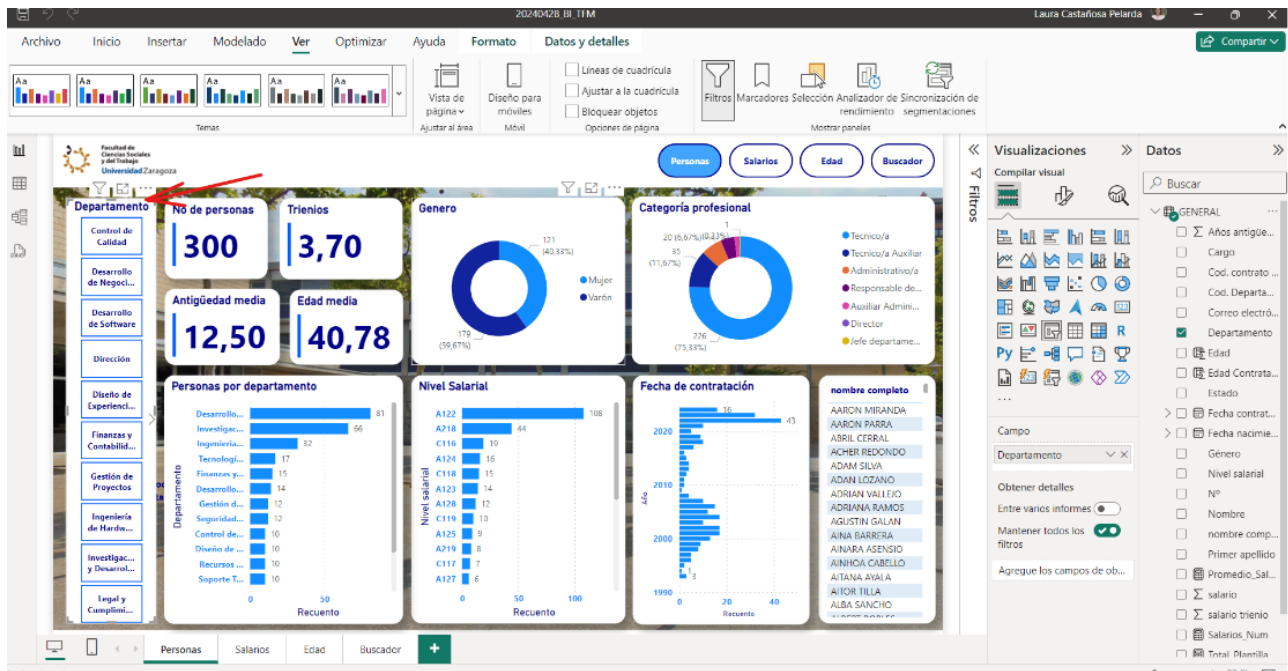 20240428_BI_TFM
Laura Castañosa Pelarda
Archivo Inicio Insertar Modelado Ver Optimizar Ayuda Formato Datos y detalles
Compartir
Aa Aa Aa Aa Aa Aa
Temas
Vista de página
Ajustar al área
Diseño para móviles
Móvil
Líneas de cuadrícula
Ajustar a la cuadrícula
Bloquear objetos
Opciones de página
Filtros
Marcadores
Selección
Analizador de rendimiento
Sincronización de segmentaciones
Mostrar paneles
Facultad de
Ciencias Sociales
y del Trabajo
Universidad Zaragoza
Personas Salarios Edad Buscador
Departamento
Control de Calidad
Desarrollo de Negoci...
Desarrollo de Software
Dirección
Diseño de Experienci...
Finanzas y Contabilid...
Gestión de Proyectos
Ingeniería de Hardw...
Investigac... y Desarrol...
Legal y Cumplimi...
Nó de personas
300
Trienios
3,70
Antigüedad media
12,50
Edad media
40,78
Genero
121
(40,33%)
179
(59,67%)
Mujer
Varón
Categoría profesional
1
20 (6,67%)
(0,33%)
35
(11,67%)
226
(75,33%)
Tecnico/a
Tecnico/a Auxiliar
Administrativo/a
Responsable de...
Auxiliar Admini...
Director
Jefe departame...
Personas por departamento
Departamento
Desarrollo... 81
Investigac... 66
Ingeniería... 32
Tecnologí... 17
Finanzas y... 15
Desarrollo... 14
Gestión d... 12
Seguridad... 12
Control de... 10
Diseño de ... 10
Recursos ... 10
Soporte T... 10
0 50
Recuento
Nivel Salarial
Nivel salarial
A122 108
A218 44
C116 19
A124 16
C118 15
A123 14
A128 12
C119 10
A125 9
A219 8
C117 7
A127 6
0 50 100
Recuento
Fecha de contratación
Año
16
43
2020
2010
2000
1
3
1990
0 20 40
Recuento
nombre completo
AARON MIRANDA
AARON PARRA
ABRIL CERRAL
ACHER REDONDO
ADAM SILVA
ADAN LOZANO
ADRIAN VALLEJO
ADRIANA RAMOS
AGUSTIN GALAN
AINA BARRERA
AINARA ASENSIO
AINHOA CABELLO
AITANA AYALA
AITOR TILLA
ALBA SANCHO
Filtros
Visualizaciones
Compilar visual
R
Py
Campo
Departamento
Obtener detalles
Entre varios informes
Mantener todos los filtros
Agregue los campos de ob...
Datos
Buscar
GENERAL
Años antigüe...
Cargo
Cod. contrato ...
Cod. Departa...
Correo electró...
Departamento
Edad
Edad Contrata...
Estado
Fecha contrat...
Fecha nacimie...
Género
Nivel salarial
Nº
Nombre
nombre comp...
Primer apellido
Promedio_Sal...
salario
salario trienio
Salarios_Num
Total_Plantilla
Personas Salarios Edad Buscador